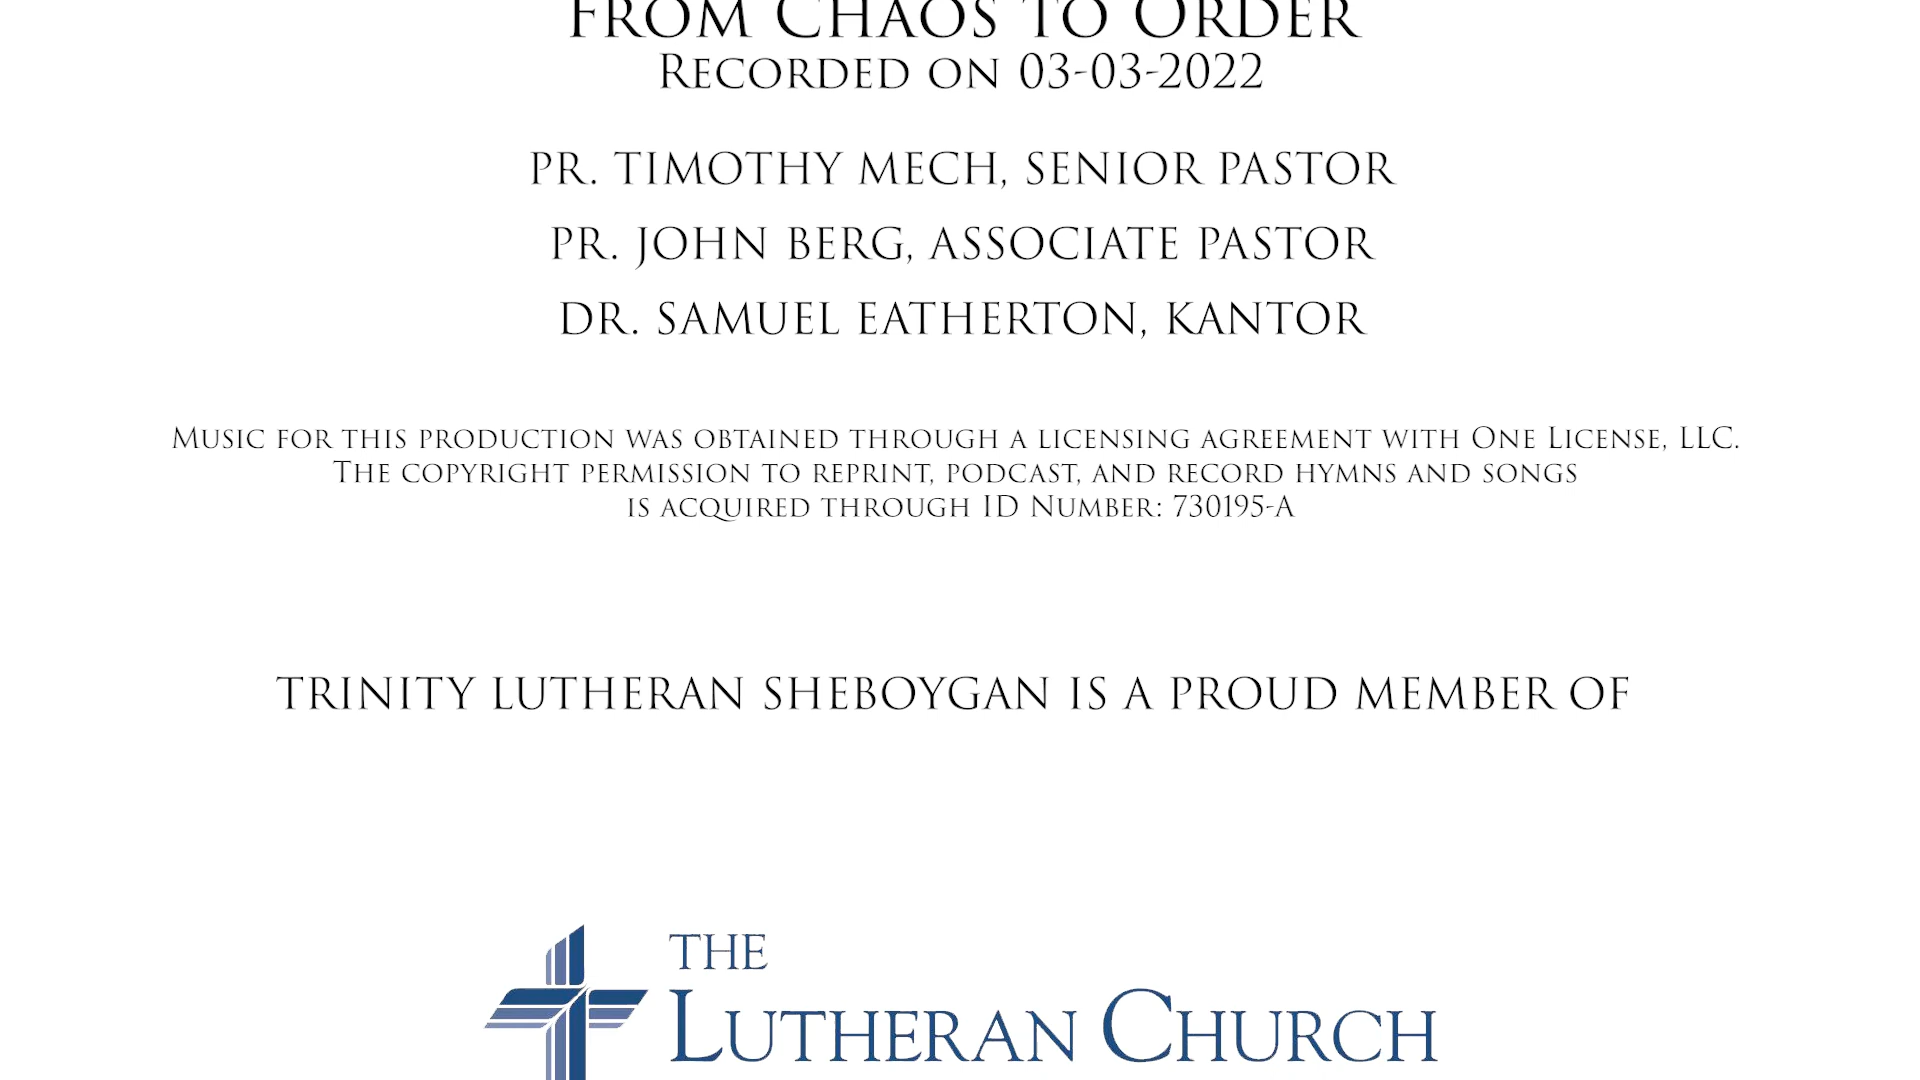 From Chaos to Order
Recorded on 03-03-2022
PR. TIMOTHY MECH, SENIOR PASTOR
PR. JOHN BERG, ASSOCIATE PASTOR
DR. SAMUEL EATHERTON, KANTOR
Music for this production was obtained through a licensing agreement with One License, LLC.
The copyright permission to reprint, podcast, and record hymns and songs
is acquired through ID Number: 730195-A
TRINITY LUTHERAN SHEBOYGAN IS A PROUD MEMBER OF
THE
LUTHERAN CHURCH